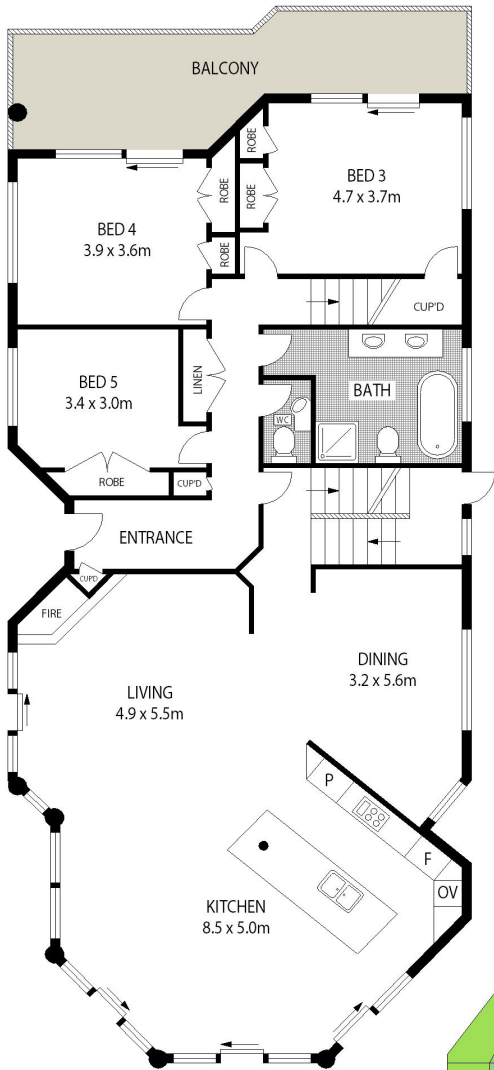 BALCONY
ROBE
BED 3
4.7 x 3.7m
ROBE
ROBE
BED 4
3.9 x 3.6m
ROBE
CUP'D
LINEN
BED 5
3.4 x 3.0m
BATH
WC
ROBE
CUP'D
ENTRANCE
CUP'D
FIRE
LIVING
4.9 x 5.5m
DINING
3.2 x 5.6m
P
F
OV
KITCHEN
8.5 x 5.0m